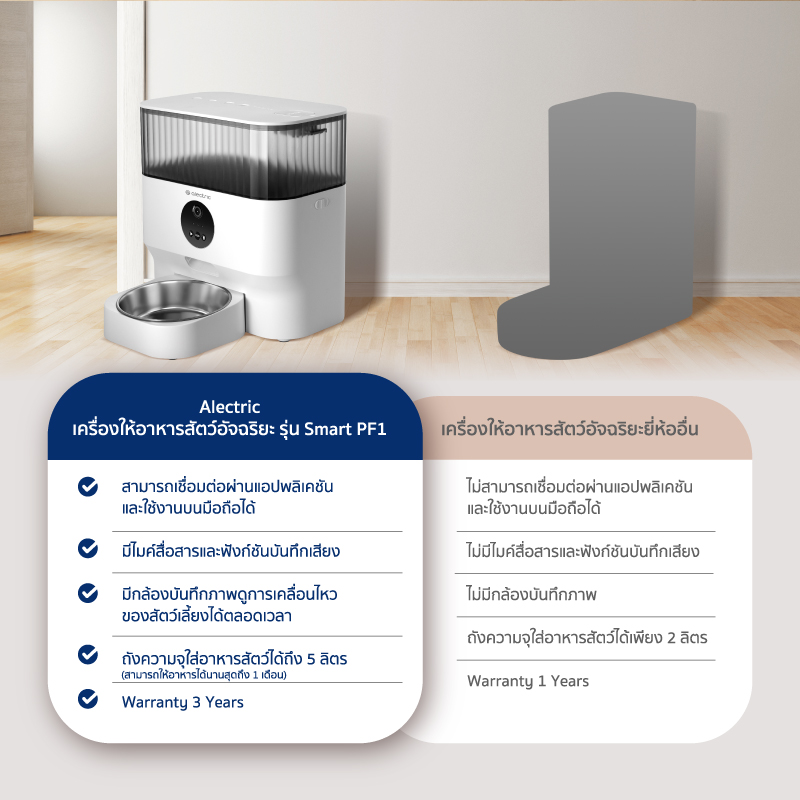 alectric
Alectric
เครื่องให้อาหารสัตว์อัจฉริยะ รุ่น Smart PF1
สามารถเชื่อมต่อผ่านแอปพลิเคชัน
และใช้งานบนมือถือได้
มีไมค์สื่อสารและฟังก์ชันบันทึกเสียง
มีกล้องบันทึกภาพดูการเคลื่อนไหว
ของสัตว์เลี้ยงได้ตลอดเวลา
ถังความจุใส่อาหารสัตว์ได้ถึง 5 ลิตร
(สามารถให้อาหารได้นานสุดถึง 1 เดือน)
Warranty 3 Years
เครื่องให้อาหารสัตว์อัจฉริยะยี่ห้ออื่น
ไม่สามารถเชื่อมต่อผ่านแอปพลิเคชัน
และใช้งานบนมือถือได้
ไม่มีไมค์สื่อสารและฟังก์ชันบันทึกเสียง
ไม่มีกล้องบันทึกภาพ
ถังความจุใส่อาหารสัตว์ได้เพียง 2 ลิตร
Warranty 1 Years